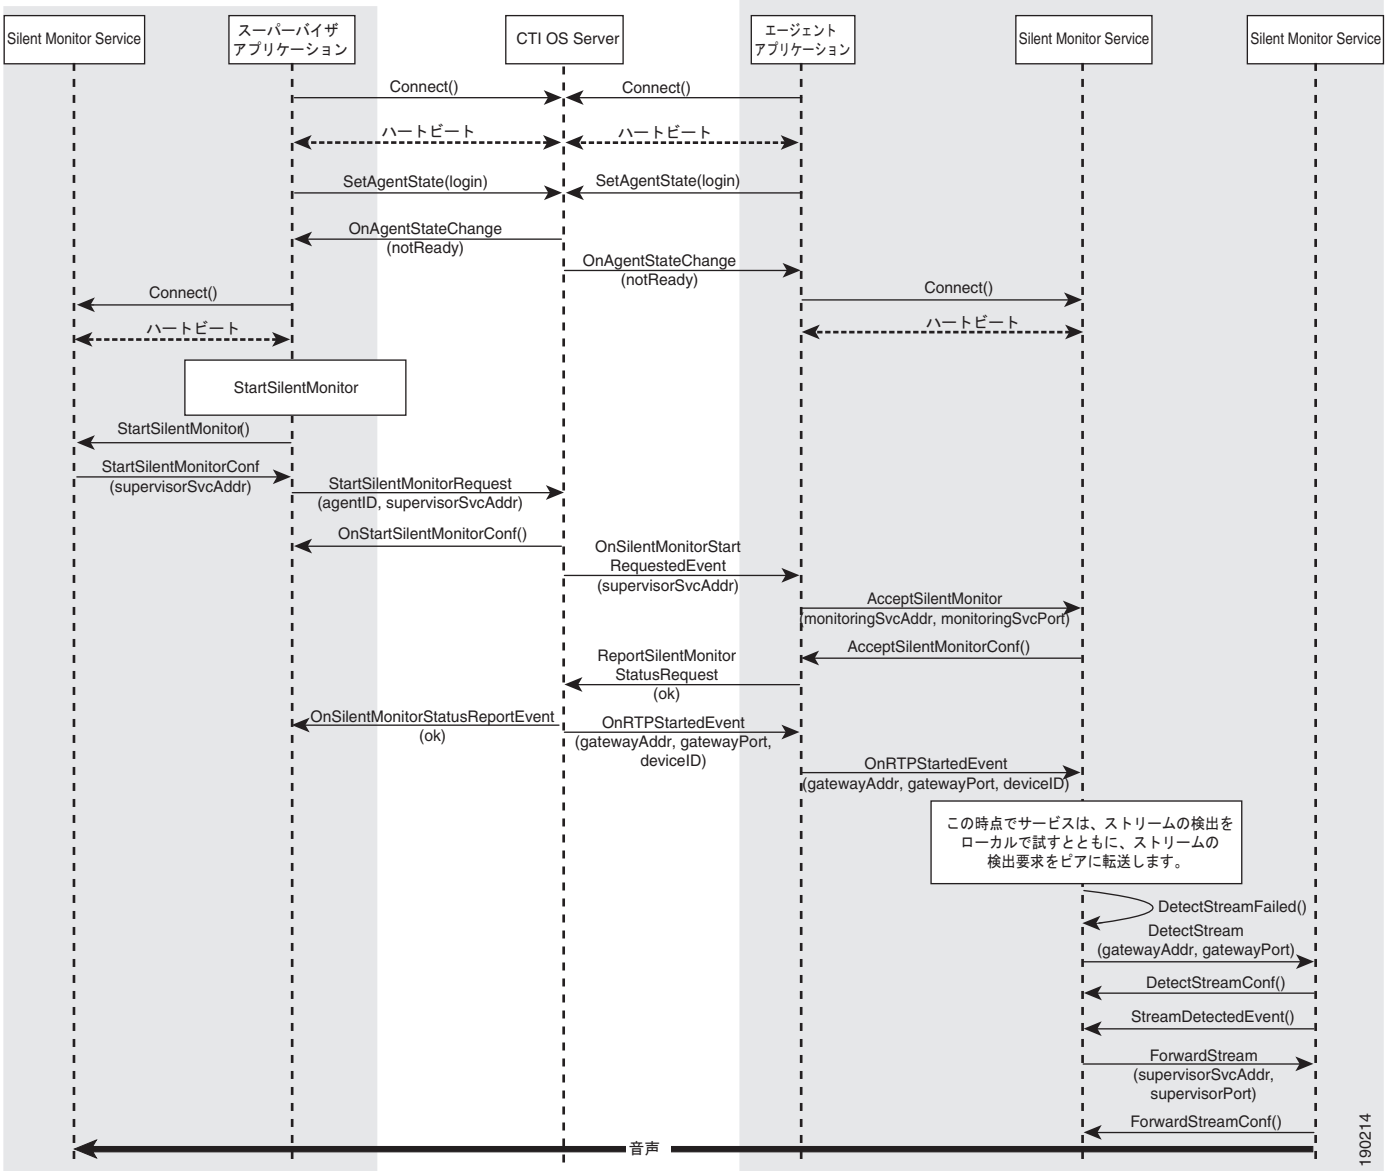 Silent Monitor Service
スーパーバイザ
アプリケーション
CTI OS Server
エージェント
アプリケーション
Silent Monitor Service
Silent Monitor Service
Connect()
Connect()
ハートビート
ハートビート
SetAgentState(login)
SetAgentState(login)
OnAgentStateChange
(notReady)
OnAgentStateChange
(notReady)
Connect()
Connect()
ハートビート
ハートビート
StartSilentMonitor
StartSilentMonitor()
StartSilentMonitorConf
(supervisorSvcAddr)
StartSilentMonitorRequest
(agentID, supervisorSvcAddr)
OnStartSilentMonitorConf()
OnSilentMonitorStart
RequestedEvent
(supervisorSvcAddr)
AcceptSilentMonitor
(monitoringSvcAddr, monitoringSvcPort)
AcceptSilentMonitorConf()
ReportSilentMonitor
StatusRequest
(ok)
OnSilentMonitorStatusReportEvent
(ok)
OnRTPStartedEvent
(gatewayAddr, gatewayPort,
deviceID)
OnRTPStartedEvent
(gatewayAddr, gatewayPort, deviceID)
この時点でサービスは、ストリームの検出を
ローカルで試すとともに、ストリームの
検出要求をピアに転送します。
DetectStreamFailed()
DetectStream
(gatewayAddr, gatewayPort)
DetectStreamConf()
StreamDetectedEvent()
ForwardStream
(supervisorSvcAddr,
supervisorPort)
ForwardStreamConf()
音声
190214